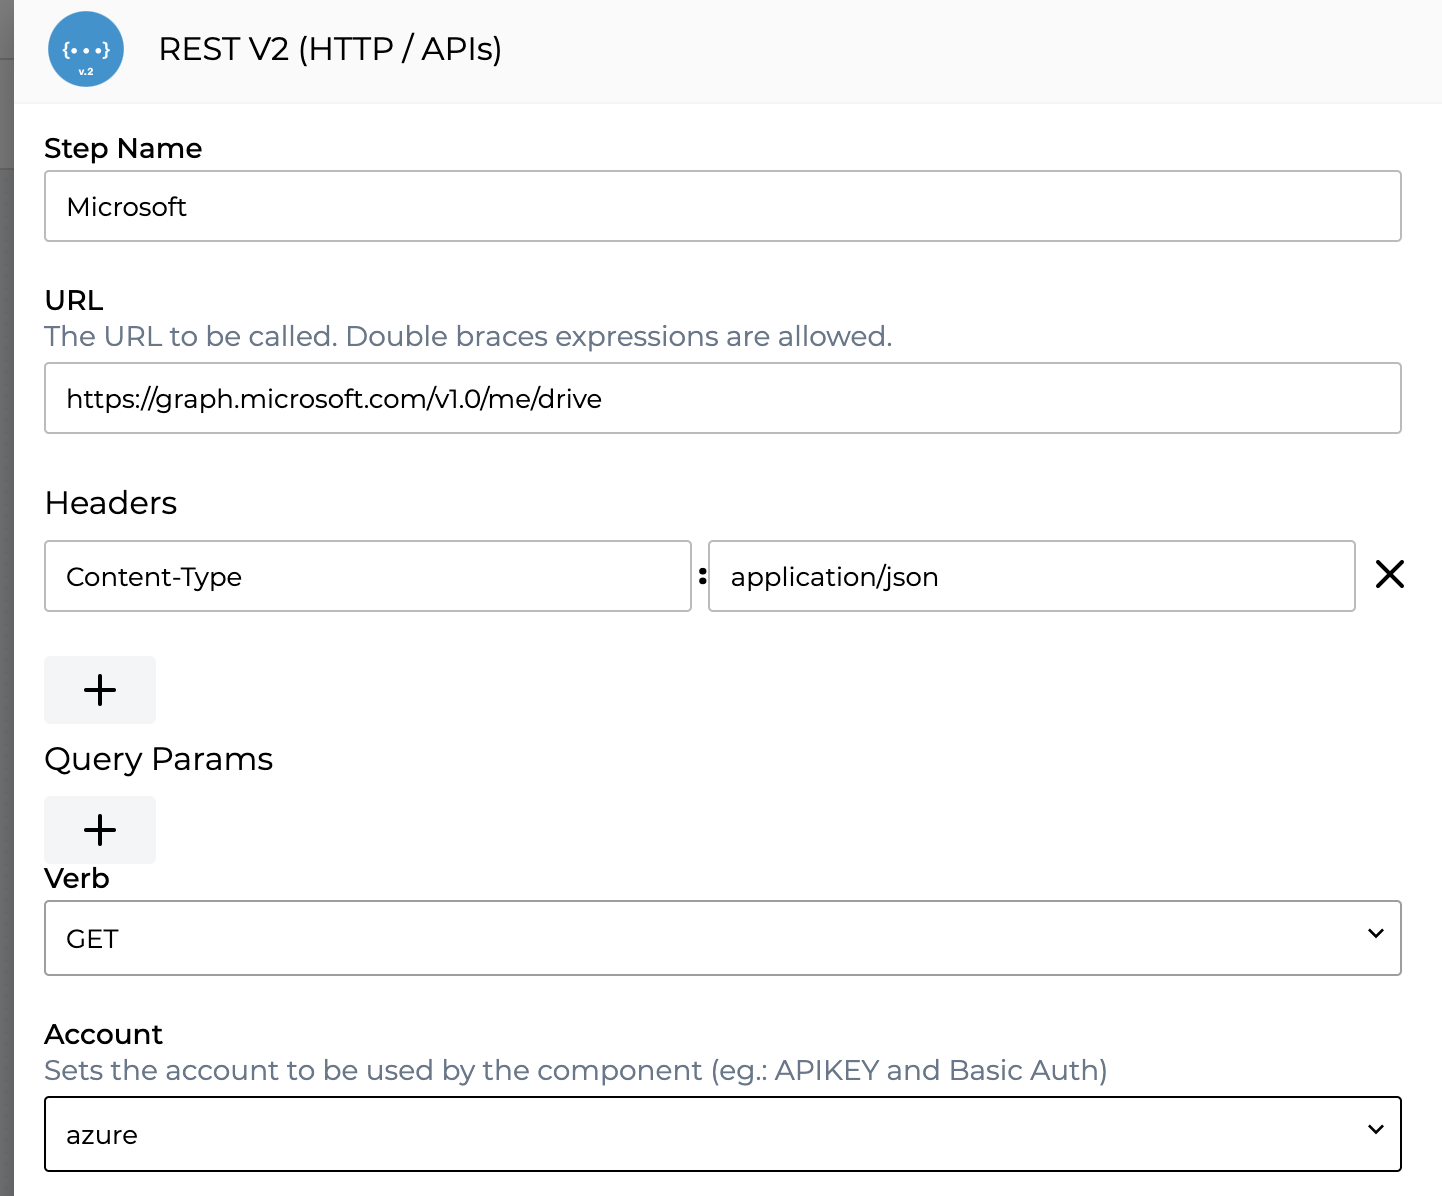 {•••}
v.2
REST V2 (HTTP / APIs)
Step Name
Microsoft
URL
The URL to be called. Double braces expressions are allowed.
https://graph.microsoft.com/v1.0/me/drive
Headers
Content-Type : application/json
Query Params
Verb
GET
Account
Sets the account to be used by the component (eg.: APIKEY and Basic Auth)
azure